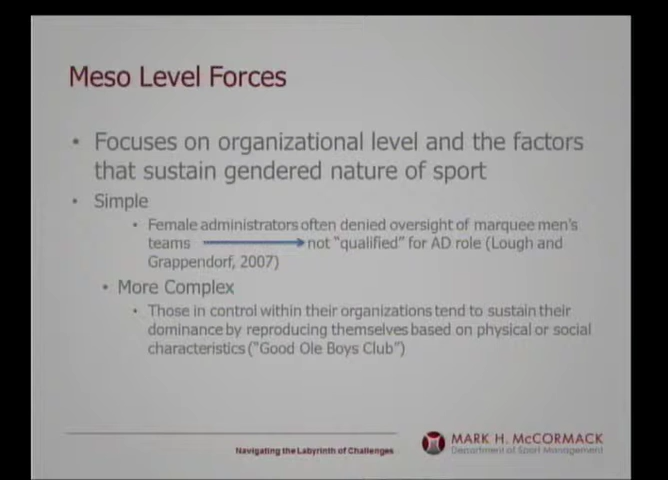 Meso Level Forces
• Focuses on organizational level and the factors
that sustain gendered nature of sport
• Simple
• Female administrators often denied oversight of marquee men's
teams not "qualified" for AD role (Lough and
Grappendorf, 2007)
• More Complex
• Those in control within their organizations tend to sustain their
dominance by reproducing themselves based on physical or social
characteristics ("Good Ole Boys Club")
Navigating the Labyrinth of Challenges
MARK H. McCORMACK
Department of Sport Management